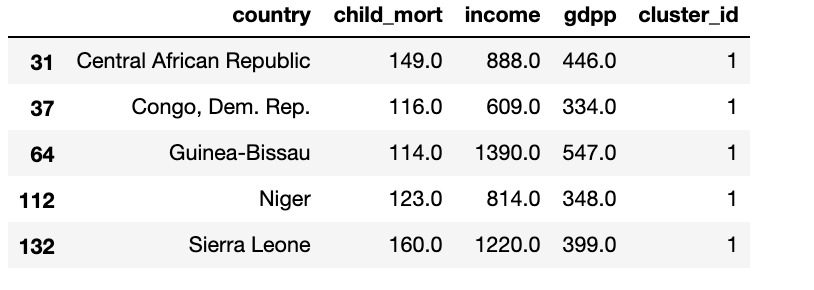 country child_mort income gdpp cluster_id
31 Central African Republic 149.0 888.0 446.0 1
37 Congo, Dem. Rep. 116.0 609.0 334.0 1
64 Guinea-Bissau 114.0 1390.0 547.0 1
112 Niger 123.0 814.0 348.0 1
132 Sierra Leone 160.0 1220.0 399.0 1